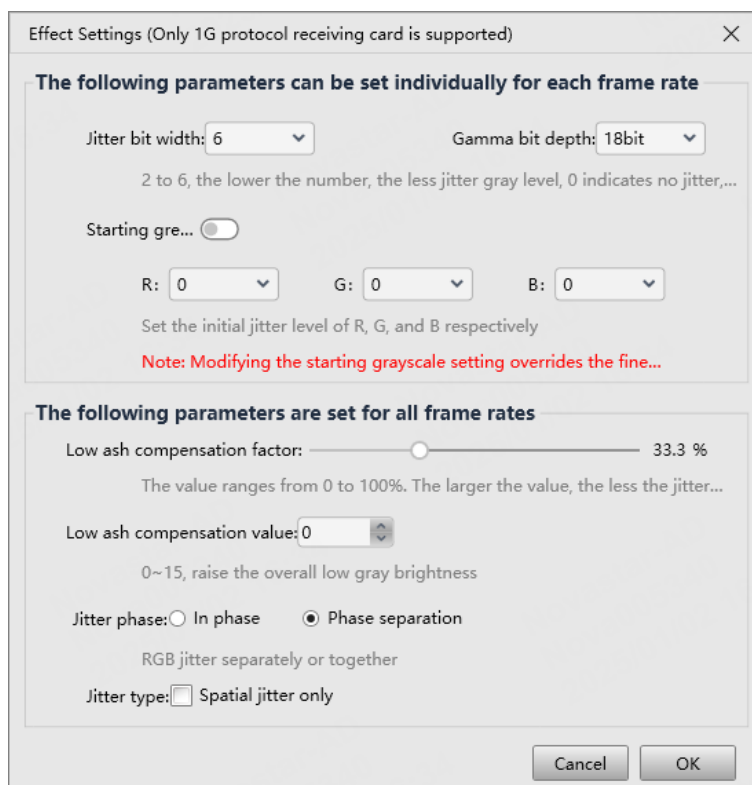 Effect Settings (Only 1G protocol receiving card is supported)
The following parameters can be set individually for each frame rate
Jitter bit width: 6 Gamma bit depth: 18bit
2 to 6, the lower the number, the less jitter gray level, 0 indicates no jitter,...
Starting gre...
R: 0 G: 0 B: 0
Set the initial jitter level of R, G, and B respectively
Note: Modifying the starting grayscale setting overrides the fine...
The following parameters are set for all frame rates
Low ash compensation factor: 33.3 %
The value ranges from 0 to 100%. The larger the value, the less the jitter...
Low ash compensation value: 0
0~15, raise the overall low gray brightness
Jitter phase: In phase Phase separation
RGB jitter separately or together
Jitter type: Spatial jitter only
Cancel OK